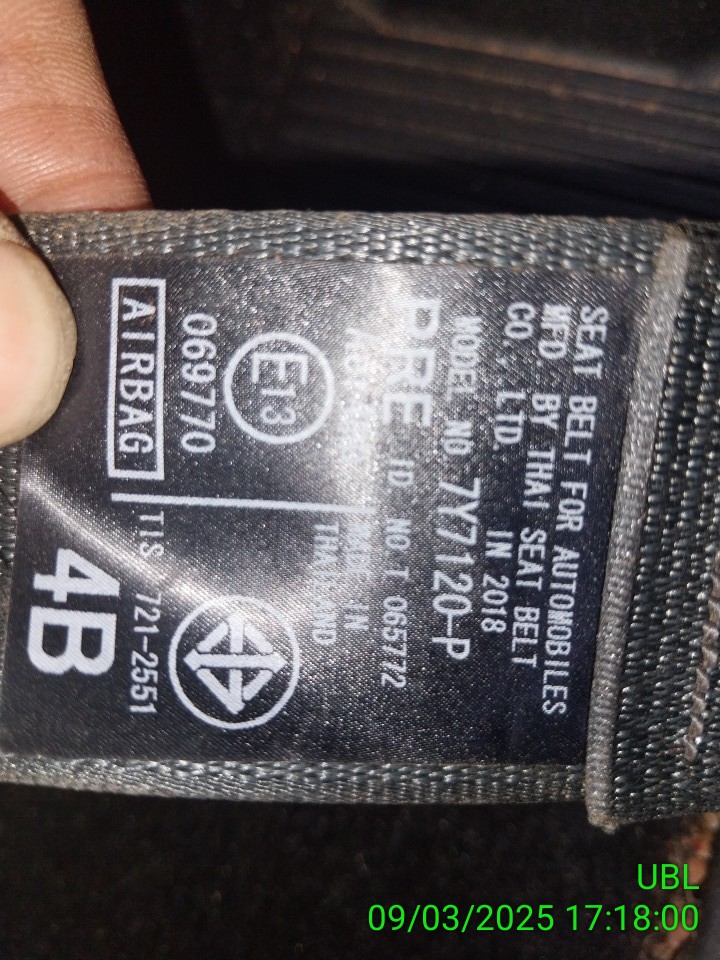 SEAT BELT FOR AUTOMOBILES
MFD. BY THAI SEAT BELT
CO., LTD. IN 2018
MODEL NO 7Y7120-P
PRE ID. NO. T 065772
MADE IN
THAILAND
E13
069770
AIRBAG
TIS 721-2551
4B
UBL
09/03/2025 17:18:00